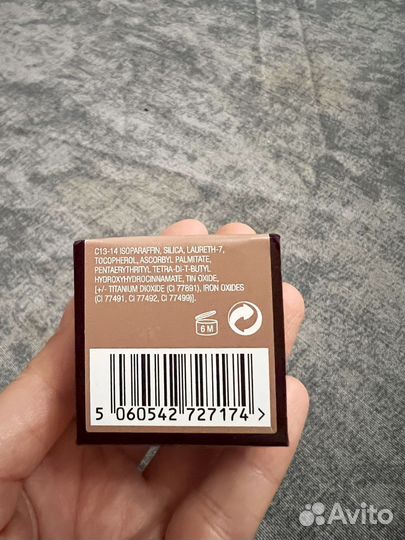 C13-14 ISOPARAFFIN, SILICA, LAURETH-7,
TOCOPHEROL, ASCORBYL PALMITATE,
PENTAERYTHRITYL TETRA-DI-T-BUTYL
HYDROXYHYDROCINNAMATE, TIN OXIDE,
[+/- TITANIUM DIOXIDE (CI 77891), IRON OXIDES
(CI 77491, CI 77492, CI 77499)].
6 M
5 060542 727174 >
Avito